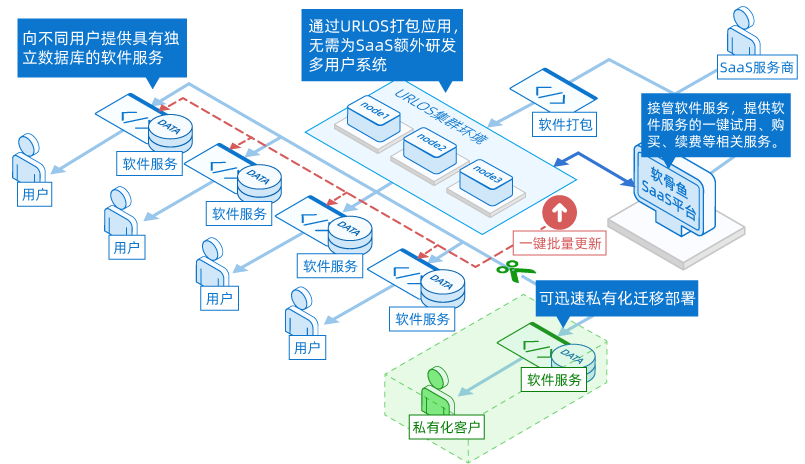 向不同用户提供具有独
立数据库的软件服务
通过URLOS打包应用，
无需为SaaS额外研发
多用户系统
SaaS服务商
URLOS集群环境
node1
node2
node3
</>
软件打包
接管软件服务，提供软
件服务的一键试用、购
买、续费等相关服务。
软骨鱼
SaaS平台
</>
DATA
软件服务
用户
</>
DATA
软件服务
用户
</>
DATA
软件服务
用户
</>
DATA
软件服务
用户
一键批量更新
可迅速私有化迁移部署
</>
DATA
软件服务
私有化客户